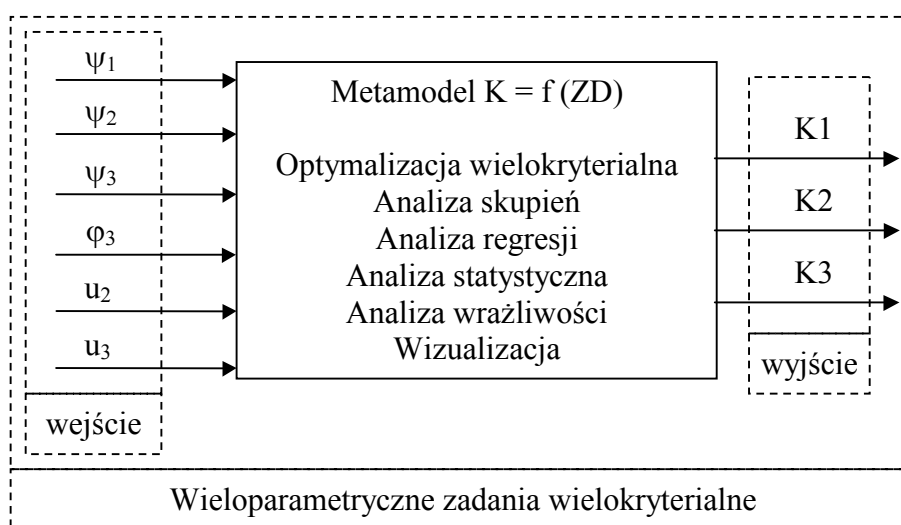 ψ₁
ψ₂
ψ₃
φ₃
u₂
u₃
wejście
Metamodel K = f (ZD)
Optymalizacja wielokryterialna
Analiza skupień
Analiza regresji
Analiza statystyczna
Analiza wrażliwości
Wizualizacja
K1
K2
K3
wyjście
Wieloparametryczne zadania wielokryterialne